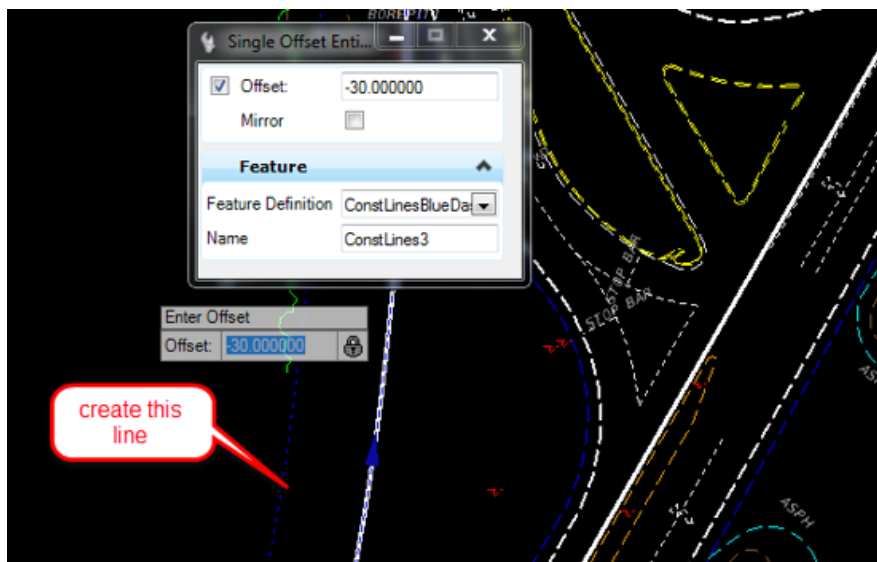 BOREPIT
Single Offset Enti...
Offset:
-30.000000
Mirror
Feature
Feature Definition
ConstLinesBlueDa
Name
ConstLines3
STOP BAR
STOP BAR
Enter Offset
Offset:
-30.000000
create this
line
ASPH